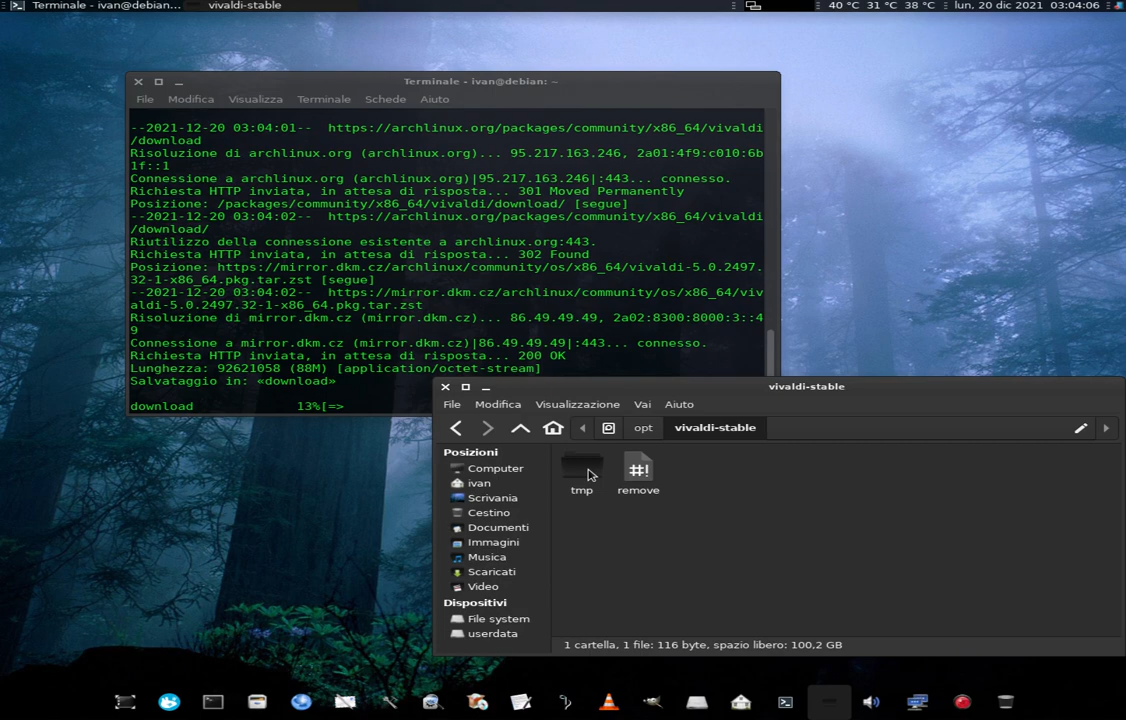 Terminale - ivan@debian...
vivaldi-stable
40 °C 31 °C 38 °C
lun, 20 dic 2021
03:04:06
Terminale - ivan@debian: ~
File Modifica Visualizza Terminale Schede Aiuto
--2021-12-20 03:04:01--  https://archlinux.org/packages/community/x86_64/vivaldi
/download
Risoluzione di archlinux.org (archlinux.org)... 95.217.163.246, 2a01:4f9:c010:6b
1f::1
Connessione a archlinux.org (archlinux.org)|95.217.163.246|:443... connesso.
Richiesta HTTP inviata, in attesa di risposta... 301 Moved Permanently
Posizione: /packages/community/x86_64/vivaldi/download/ [segue]
--2021-12-20 03:04:02--  https://archlinux.org/packages/community/x86_64/vivaldi
/download/
Riutilizzo della connessione esistente a archlinux.org:443.
Richiesta HTTP inviata, in attesa di risposta... 302 Found
Posizione: https://mirror.dkm.cz/archlinux/community/os/x86_64/vivaldi-5.0.2497.
32-1-x86_64.pkg.tar.zst [segue]
--2021-12-20 03:04:02--  https://mirror.dkm.cz/archlinux/community/os/x86_64/viv
aldi-5.0.2497.32-1-x86_64.pkg.tar.zst
Risoluzione di mirror.dkm.cz (mirror.dkm.cz)... 86.49.49.49, 2a02:8300:8000:3::4
9
Connessione a mirror.dkm.cz (mirror.dkm.cz)|86.49.49.49|:443... connesso.
Richiesta HTTP inviata, in attesa di risposta... 200 OK
Lunghezza: 92621058 (88M) [application/octet-stream]
Salvataggio in: «download»
download 13%[=>
vivaldi-stable
File Modifica Visualizzazione Vai Aiuto
opt vivaldi-stable
Posizioni
Computer
ivan
Scrivania
Cestino
Documenti
Immagini
Musica
Scaricati
Video
Dispositivi
File system
userdata
#!
tmp remove
1 cartella, 1 file: 116 byte, spazio libero: 100,2 GB